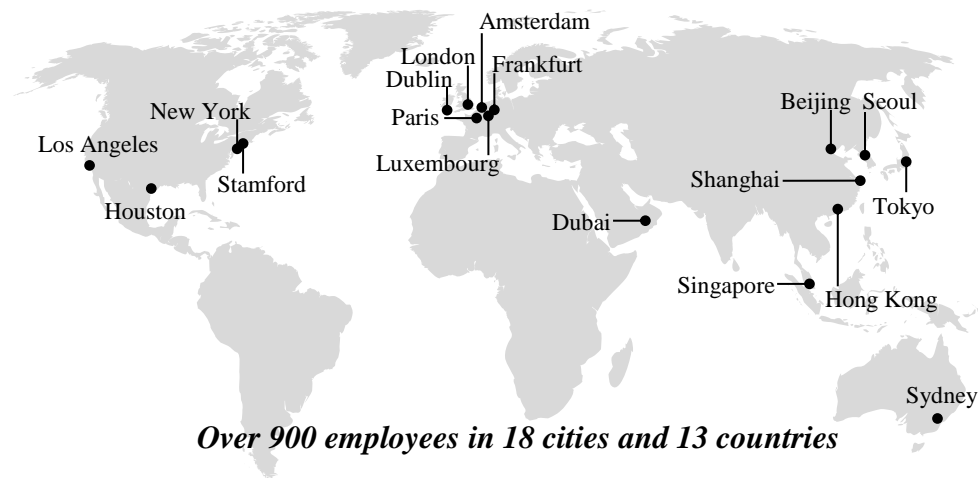 Amsterdam
London
Frankfurt
Dublin
Paris
Luxembourg
New York
Los Angeles
Stamford
Houston
Beijing
Seoul
Shanghai
Tokyo
Dubai
Singapore
Hong Kong
Sydney
Over 900 employees in 18 cities and 13 countries